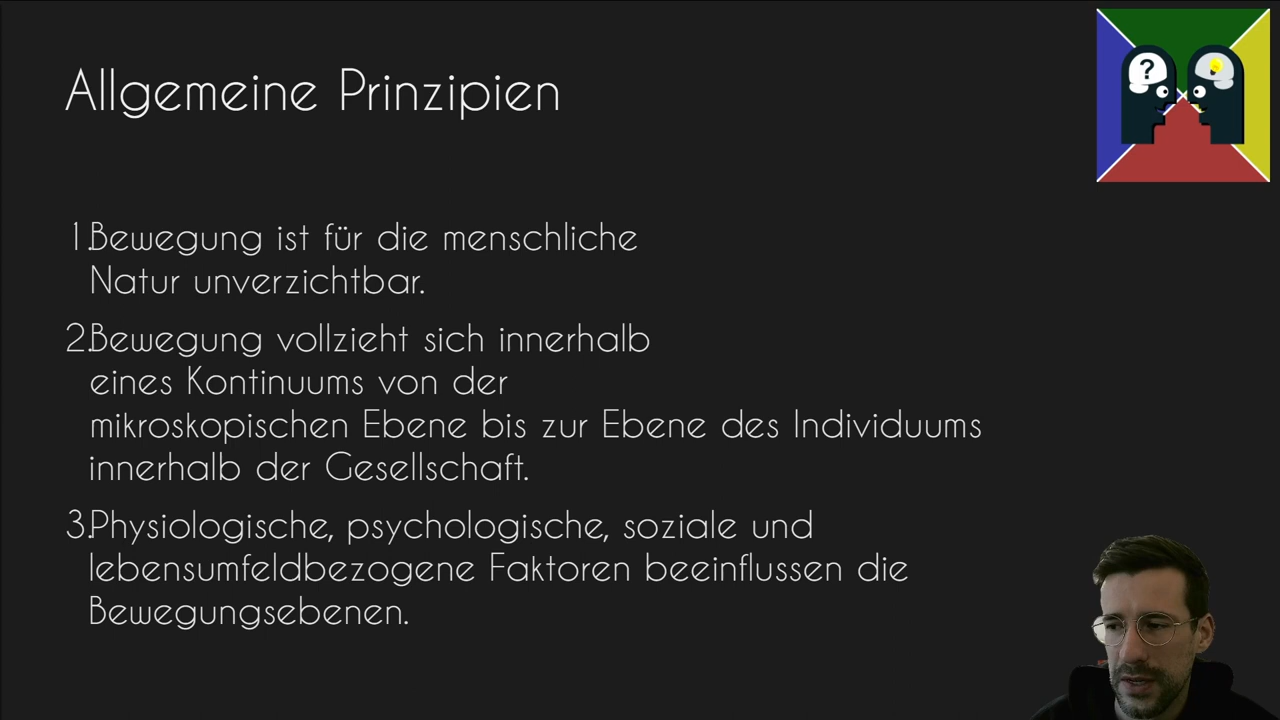 Allgemeine Prinzipien
?
1.Bewegung ist für die menschliche
Natur unverzichtbar.
2.Bewegung vollzieht sich innerhalb
eines Kontinuums von der
mikroskopischen Ebene bis zur Ebene des Individuums
innerhalb der Gesellschaft.
3.Physiologische, psychologische, soziale und
lebensumfeldbezogene Faktoren beeinflussen die
Bewegungsebenen.